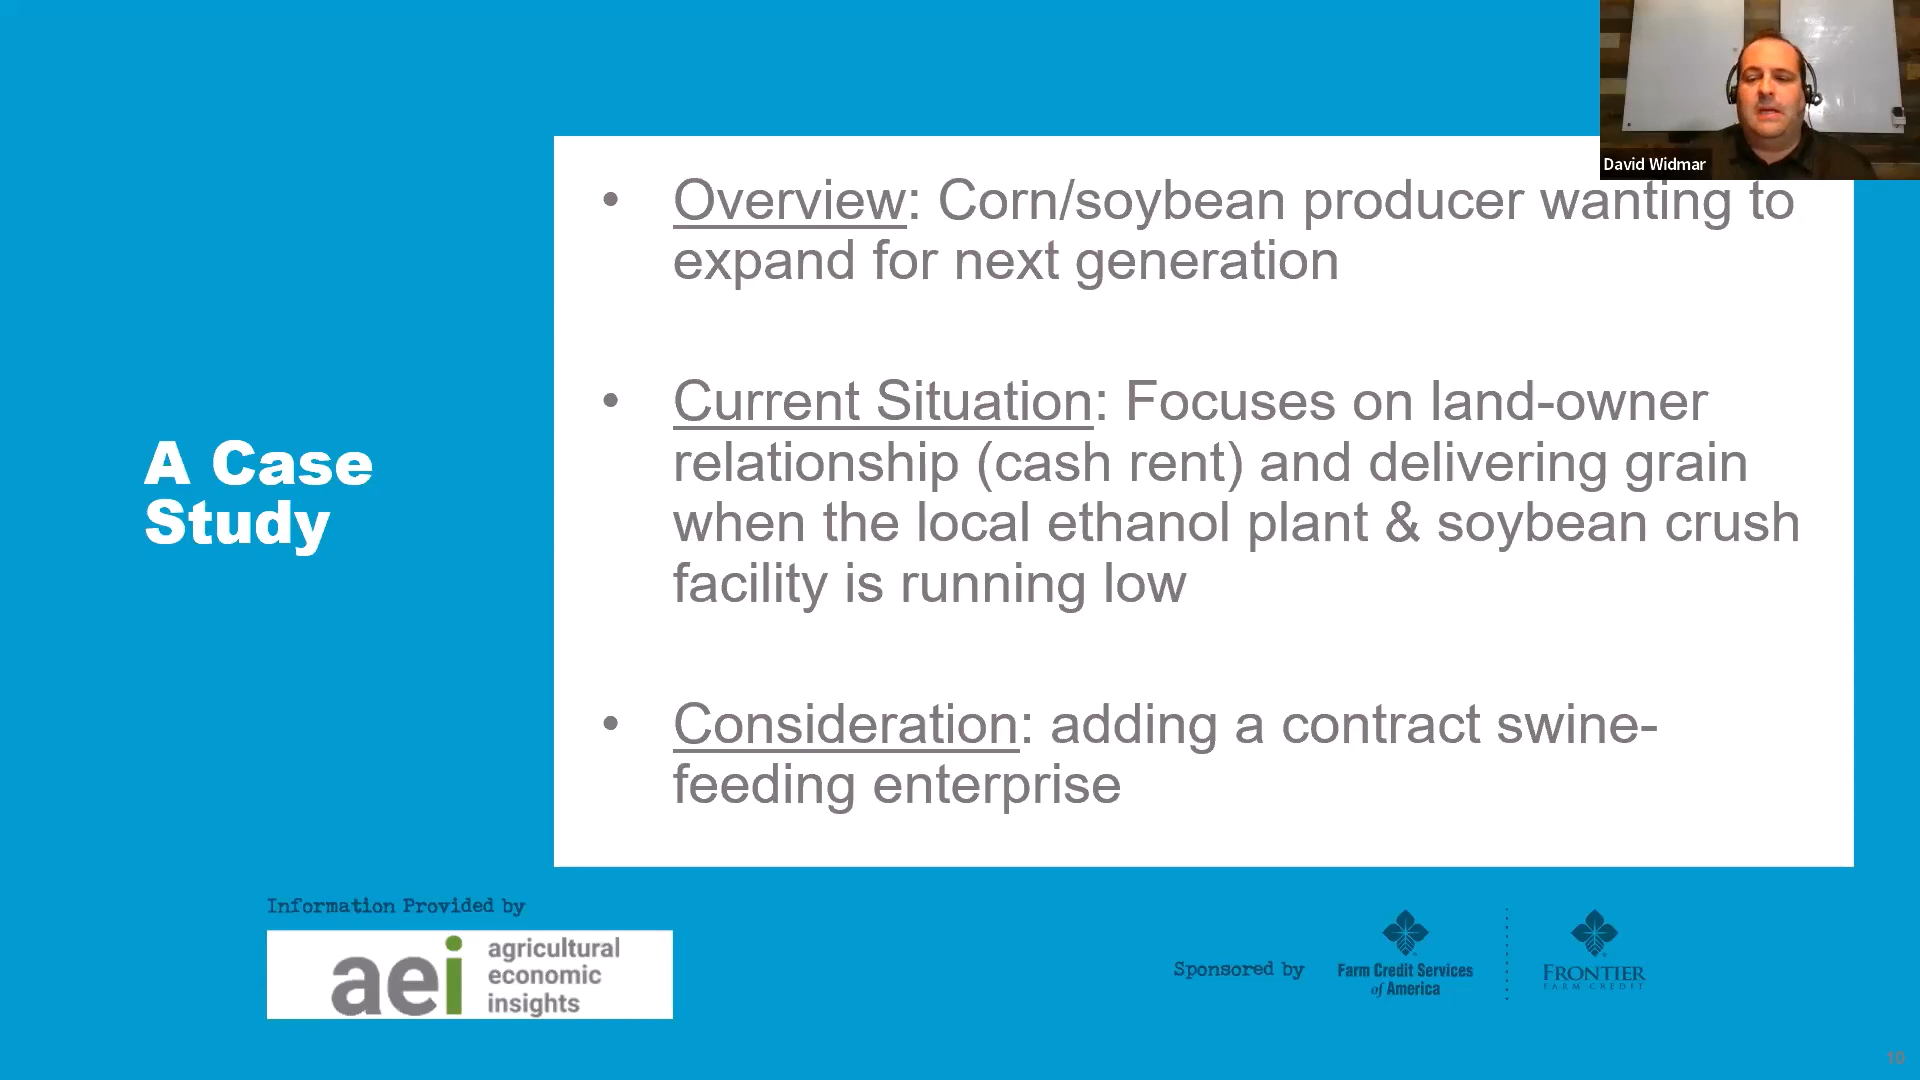 David Widmar
• Overview: Corn/soybean producer wanting to
expand for next generation
• Current Situation: Focuses on land-owner
relationship (cash rent) and delivering grain
when the local ethanol plant & soybean crush
facility is running low
• Consideration: adding a contract swine-
feeding enterprise
A Case
Study
Information Provided by
aei agricultural
economic
insights
Sponsored by
Farm Credit Services
of America
FRONTIER
FARM CREDIT
10